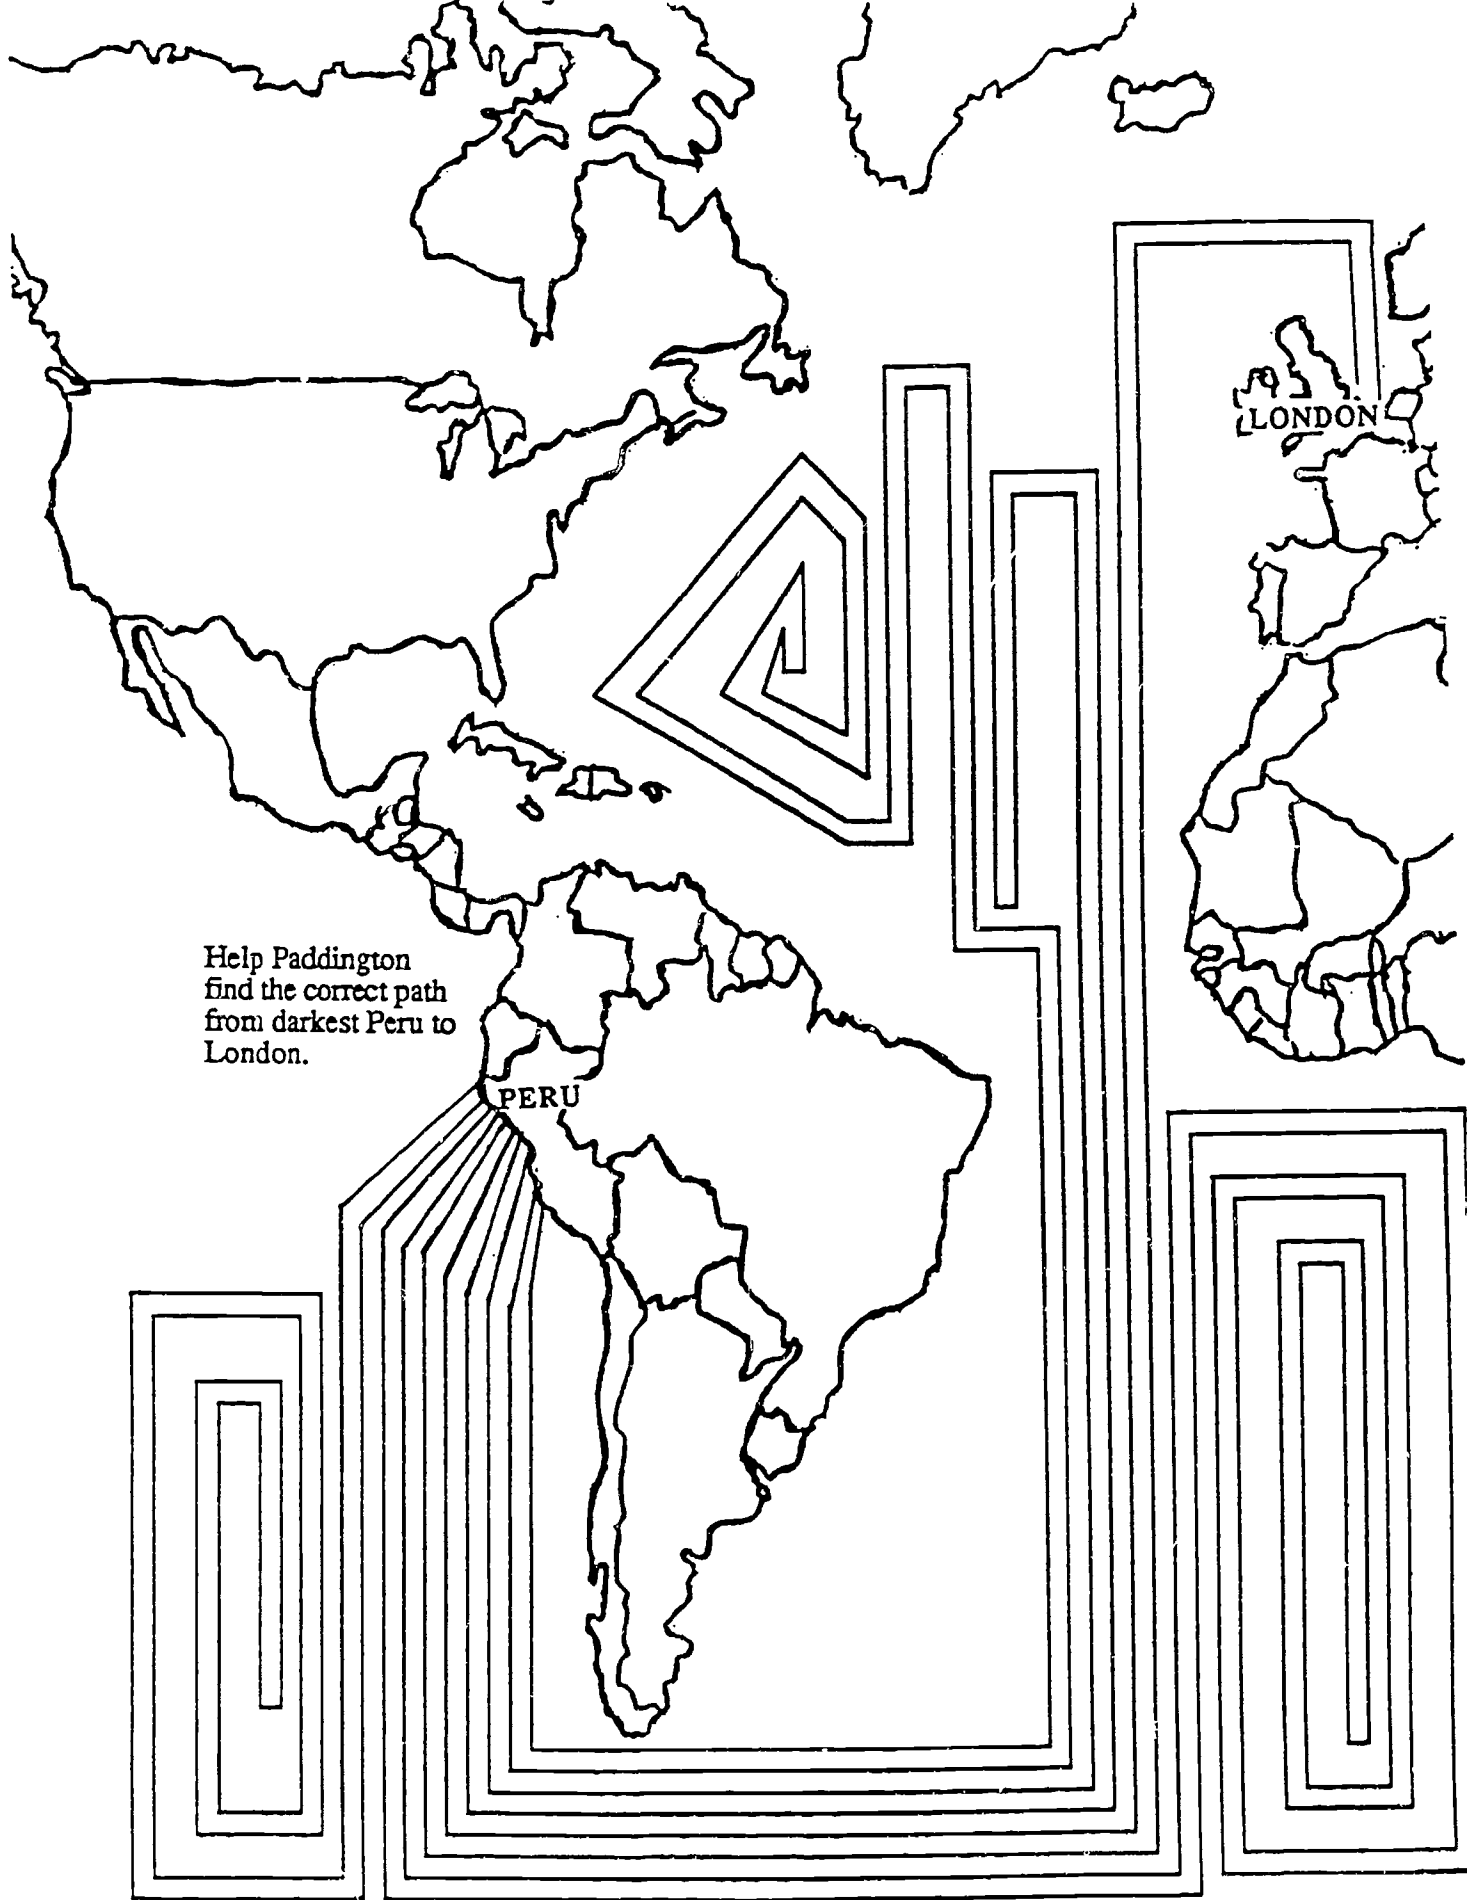 LONDON
Help Paddington
find the correct path
from darkest Peru to
London.
PERU